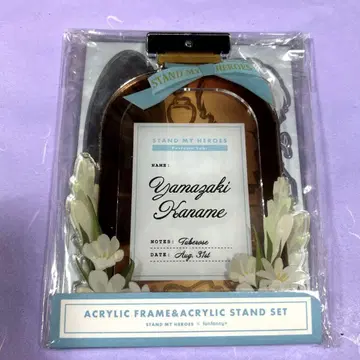 STAND MY HEROES
STAND MY HEROES
NAME:
Yamazaki
Kaname
NOTES: Tuberose
DATE: Aug. 31st
ACRYLIC FRAME&ACRYLIC STAND SET
STAND MY HEROES ×